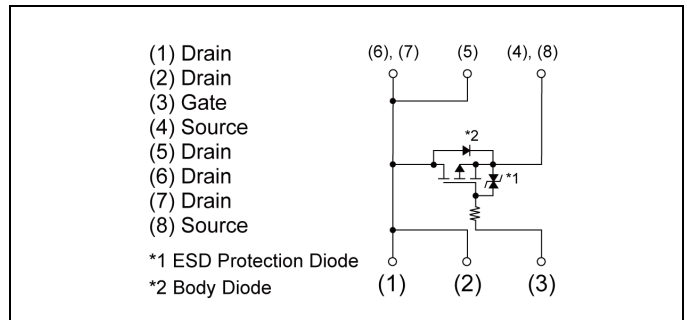 (1) Drain
(2) Drain
(3) Gate
(4) Source
(5) Drain
(6) Drain
(7) Drain
(8) Source
*1 ESD Protection Diode
*2 Body Diode
(6), (7) (5) (4), (8)
*2
*1
(1) (2) (3)